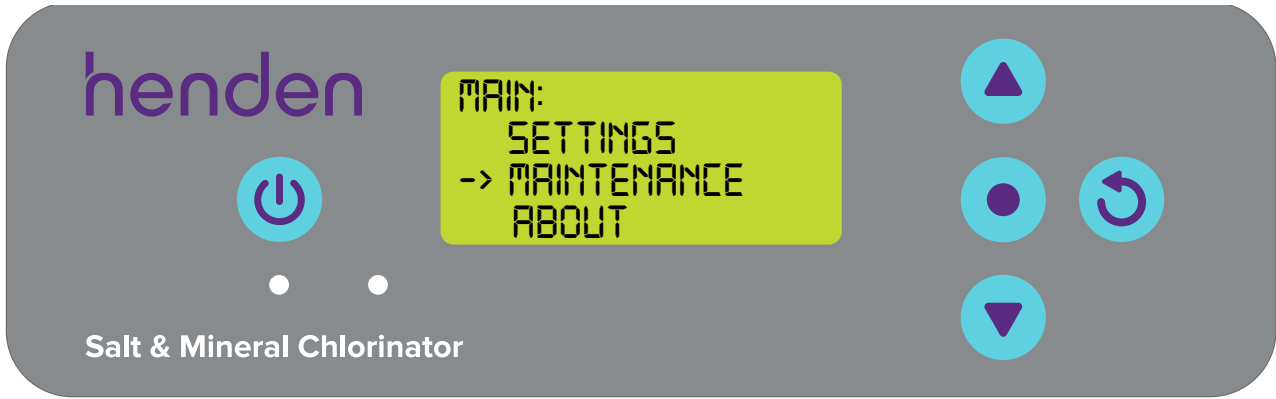 henden
MAIN:
SETTINGS
-> MAINTENANCE
ABOUT
Salt & Mineral Chlorinator